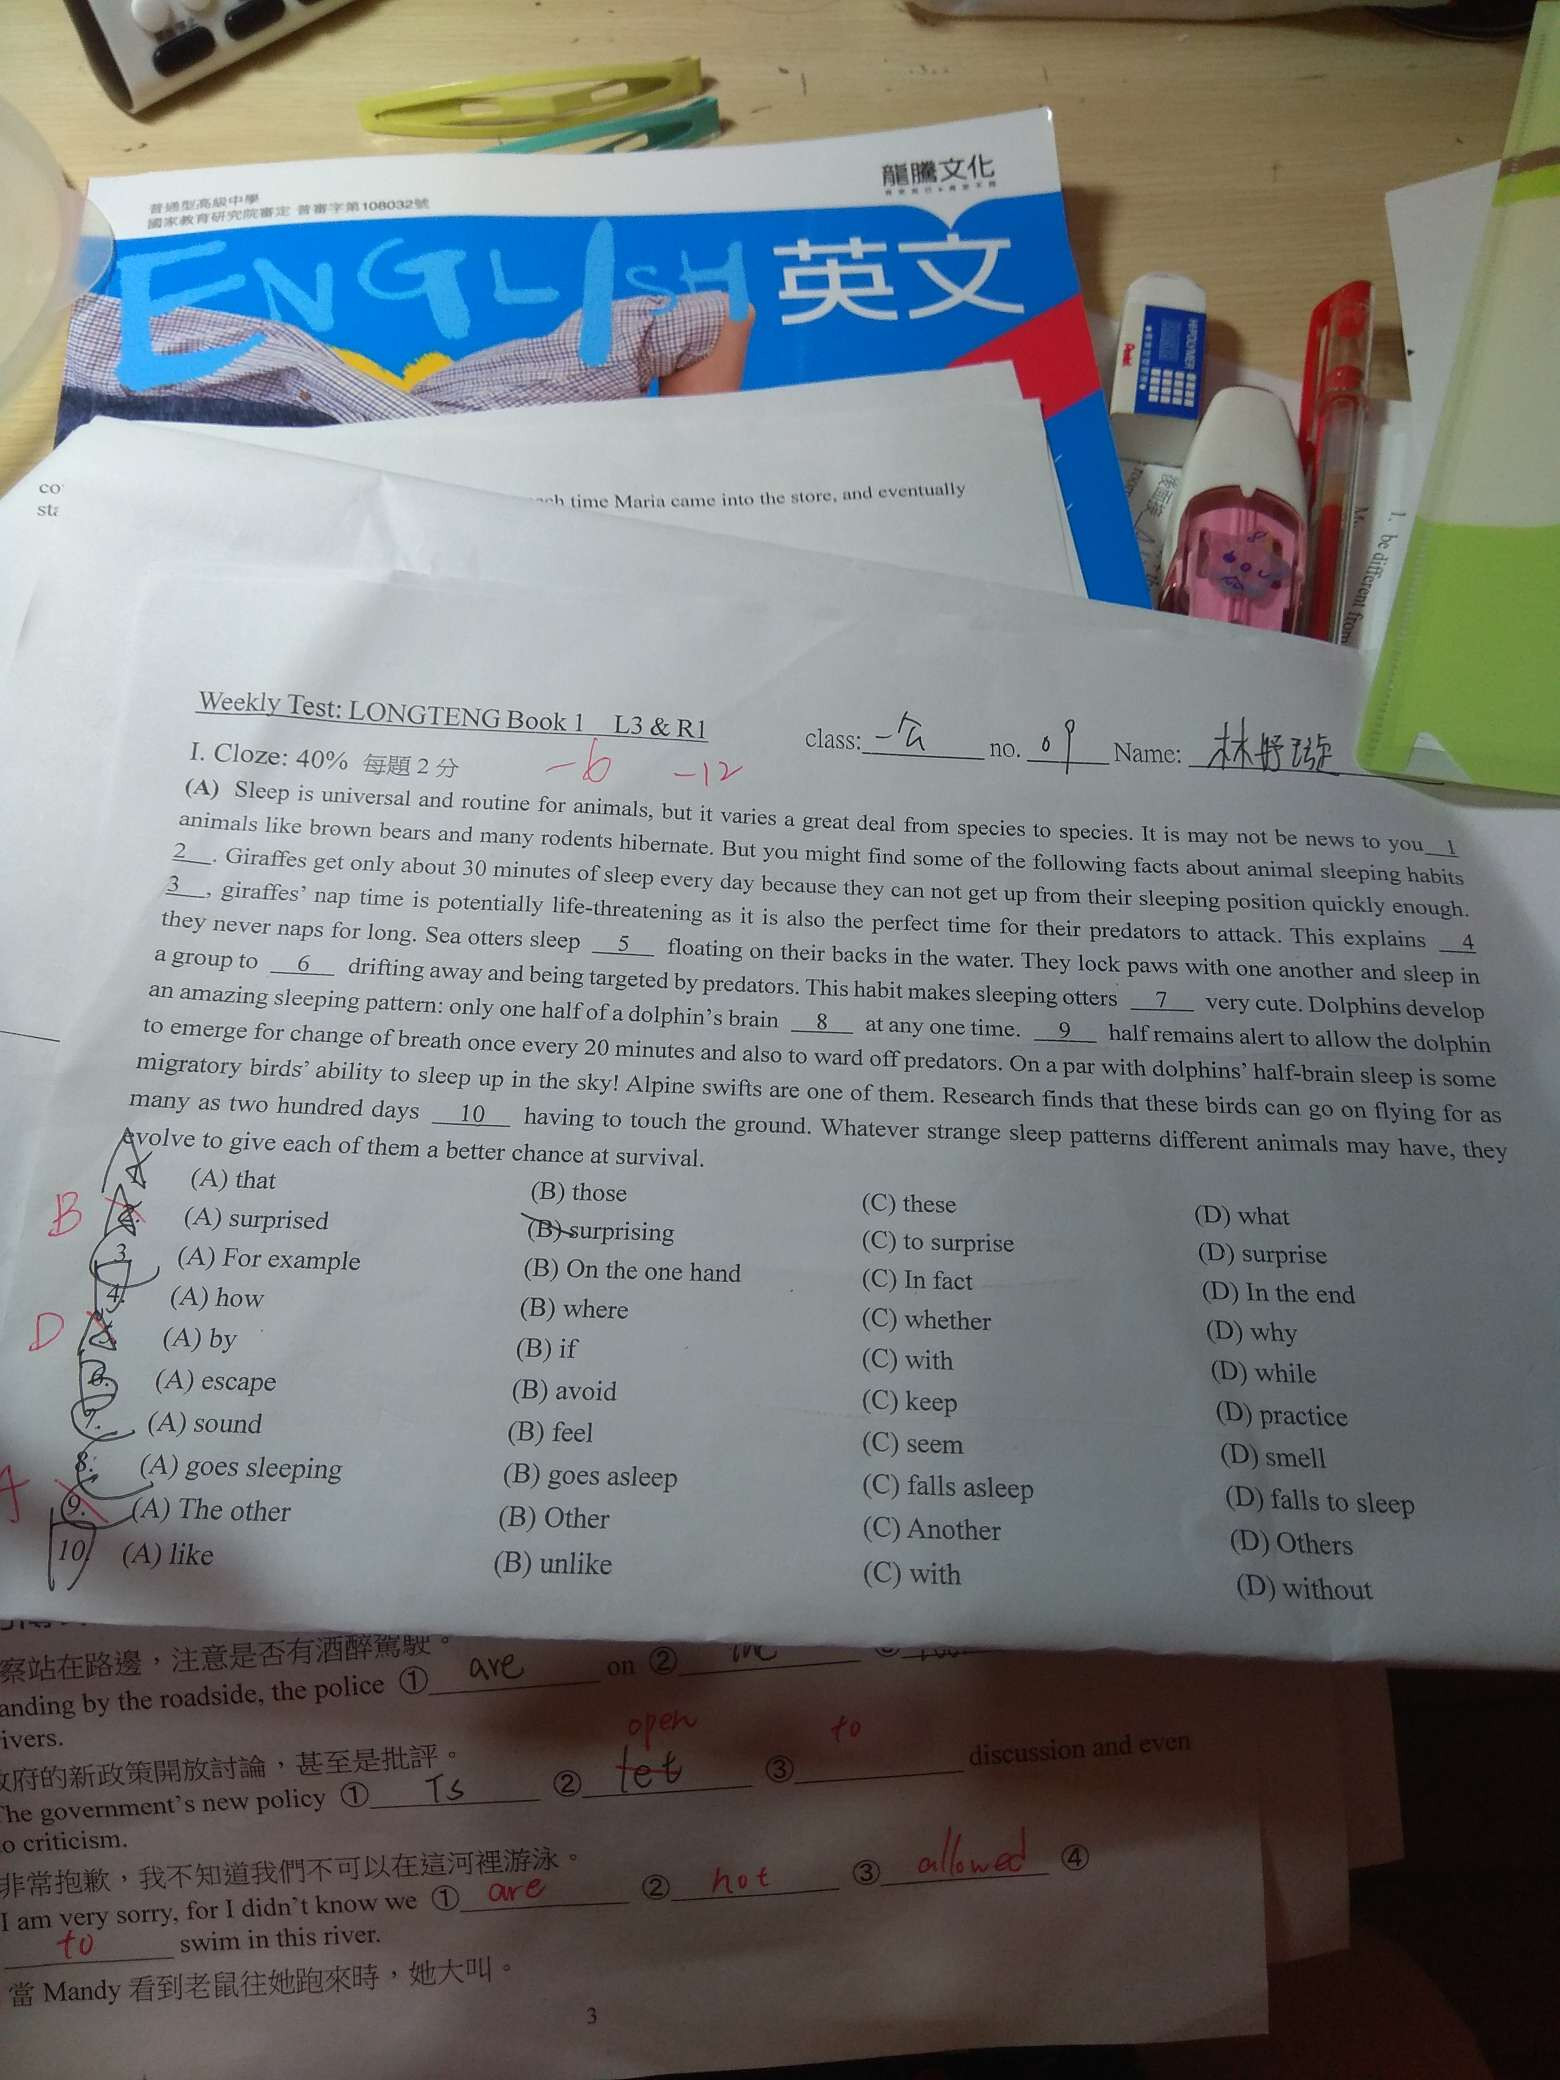 龍騰文化
普通型高級中學
國家教育研究院審定 普審字第108032號
ENGLISH 英文
Pentel
HI-POLYMER
co
sta
ch time Maria came into the store, and eventually
1. be different from
Weekly Test: LONGTENG Book 1 L3 & R1
class: no. 09 Name: 林妤璇
I. Cloze: 40% 每題 2 分
-6 -12
(A) Sleep is universal and routine for animals, but it varies a great deal from species to species. It is may not be news to you 1
animals like brown bears and many rodents hibernate. But you might find some of the following facts about animal sleeping habits
2 . Giraffes get only about 30 minutes of sleep every day because they can not get up from their sleeping position quickly enough.
3 , giraffes' nap time is potentially life-threatening as it is also the perfect time for their predators to attack. This explains 4
they never naps for long. Sea otters sleep 5 floating on their backs in the water. They lock paws with one another and sleep in
a group to 6 drifting away and being targeted by predators. This habit makes sleeping otters 7 very cute. Dolphins develop
an amazing sleeping pattern: only one half of a dolphin's brain 8 at any one time. 9 half remains alert to allow the dolphin
to emerge for change of breath once every 20 minutes and also to ward off predators. On a par with dolphins' half-brain sleep is some
migratory birds' ability to sleep up in the sky! Alpine swifts are one of them. Research finds that these birds can go on flying for as
many as two hundred days 10 having to touch the ground. Whatever strange sleep patterns different animals may have, they
evolve to give each of them a better chance at survival.
A 1. (A) that (B) those (C) these (D) what
B A 2. (A) surprised (B) surprising (C) to surprise (D) surprise
C 3. (A) For example (B) On the one hand (C) In fact (D) In the end
D 4. (A) how (B) where (C) whether (D) why
D A 5. (A) by (B) if (C) with (D) while
B 6. (A) escape (B) avoid (C) keep (D) practice
C 7. (A) sound (B) feel (C) seem (D) smell
C 8. (A) goes sleeping (B) goes asleep (C) falls asleep (D) falls to sleep
A C 9. (A) The other (B) Other (C) Another (D) Others
D 10. (A) like (B) unlike (C) with (D) without
察站在路邊，注意是否有酒醉駕駛。
anding by the roadside, the police ① are on ② the
ivers.
政府的新政策開放討論，甚至是批評。
open to
The government's new policy ① Is ② let ③ discussion and even
o criticism.
非常抱歉，我不知道我們不可以在這河裡游泳。
I am very sorry, for I didn't know we ① are ② not ③ allowed ④
to swim in this river.
當 Mandy 看到老鼠往她跑來時，她大叫。
3